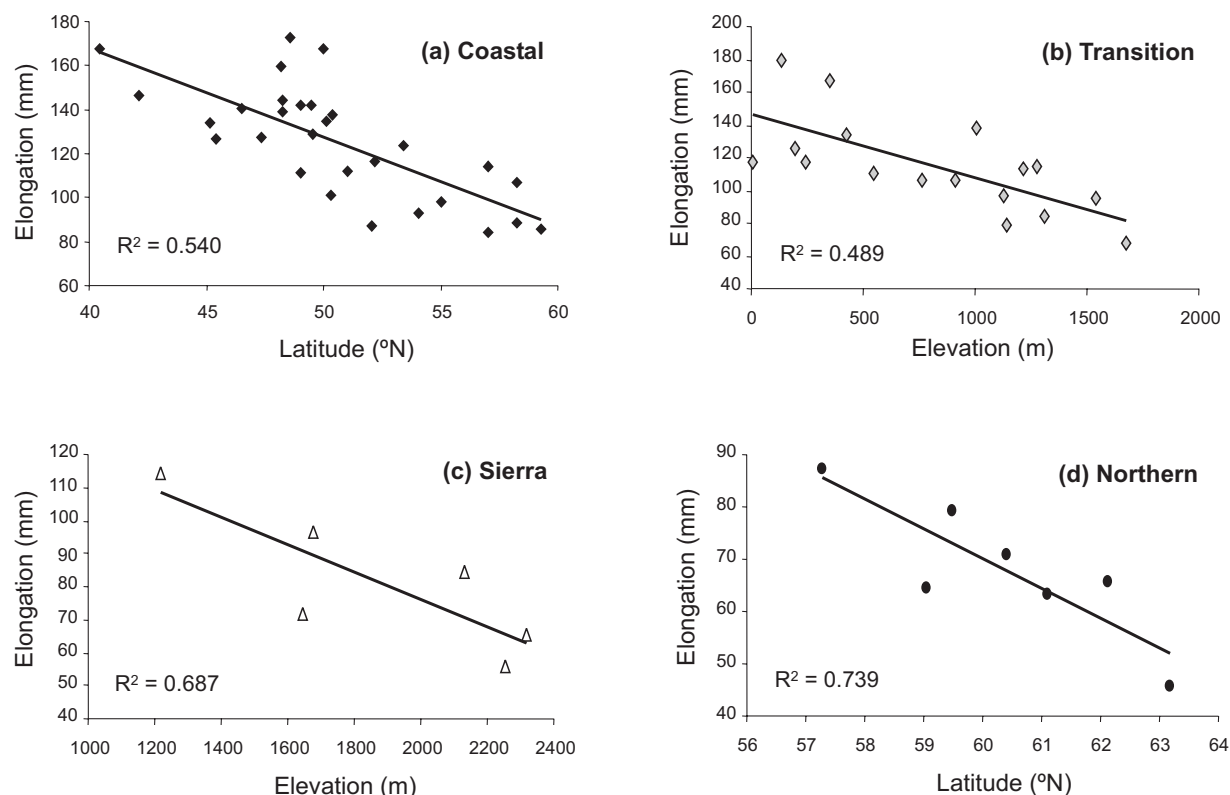 (a) Coastal
180
160
140
120
100
80
60
Elongation (mm)
R² = 0.540
40 45 50 55 60
Latitude (ºN)
(b) Transition
200
180
160
140
120
100
80
60
40
Elongation (mm)
R² = 0.489
0 500 1000 1500 2000
Elevation (m)
(c) Sierra
120
110
100
90
80
70
60
50
40
Elongation (mm)
R² = 0.687
1000 1200 1400 1600 1800 2000 2200 2400
Elevation (m)
(d) Northern
90
80
70
60
50
40
Elongation (mm)
R² = 0.739
56 57 58 59 60 61 62 63 64
Latitude (ºN)